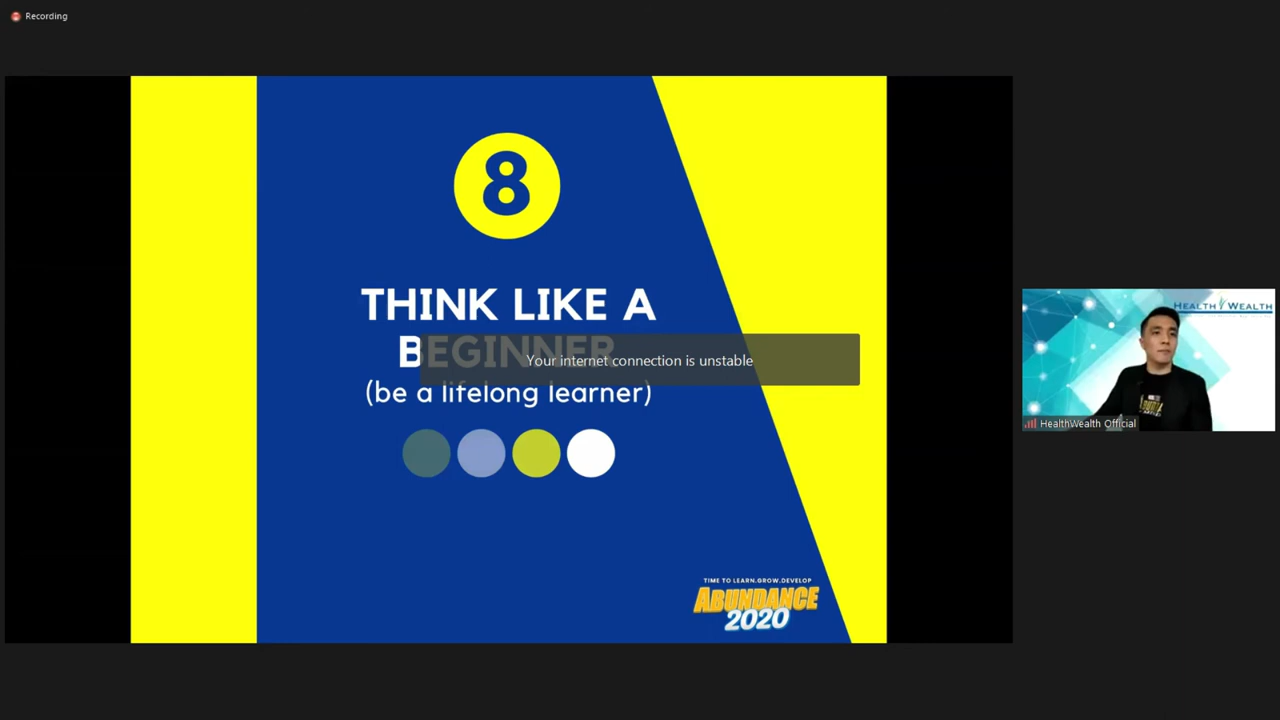 Recording
8
THINK LIKE A
BEGINNER
Your internet connection is unstable
(be a lifelong learner)
TIME TO LEARN.GROW.DEVELOP
ABUNDANCE
2020
HEALTH WEALTH
HealthWealth Official